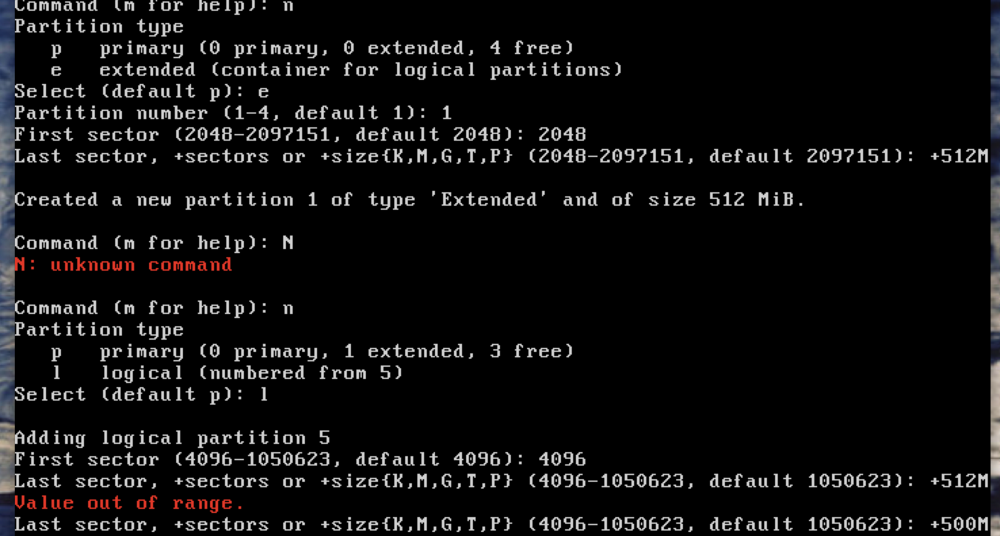 Command (m for help): n
Partition type
   p   primary (0 primary, 0 extended, 4 free)
   e   extended (container for logical partitions)
Select (default p): e
Partition number (1-4, default 1): 1
First sector (2048-2097151, default 2048): 2048
Last sector, +sectors or +size{K,M,G,T,P} (2048-2097151, default 2097151): +512M
Created a new partition 1 of type 'Extended' and of size 512 MiB.
Command (m for help): N
N: unknown command
Command (m for help): n
Partition type
   p   primary (0 primary, 1 extended, 3 free)
   l   logical (numbered from 5)
Select (default p): l
Adding logical partition 5
First sector (4096-1050623, default 4096): 4096
Last sector, +sectors or +size{K,M,G,T,P} (4096-1050623, default 1050623): +512M
Value out of range.
Last sector, +sectors or +size{K,M,G,T,P} (4096-1050623, default 1050623): +500M